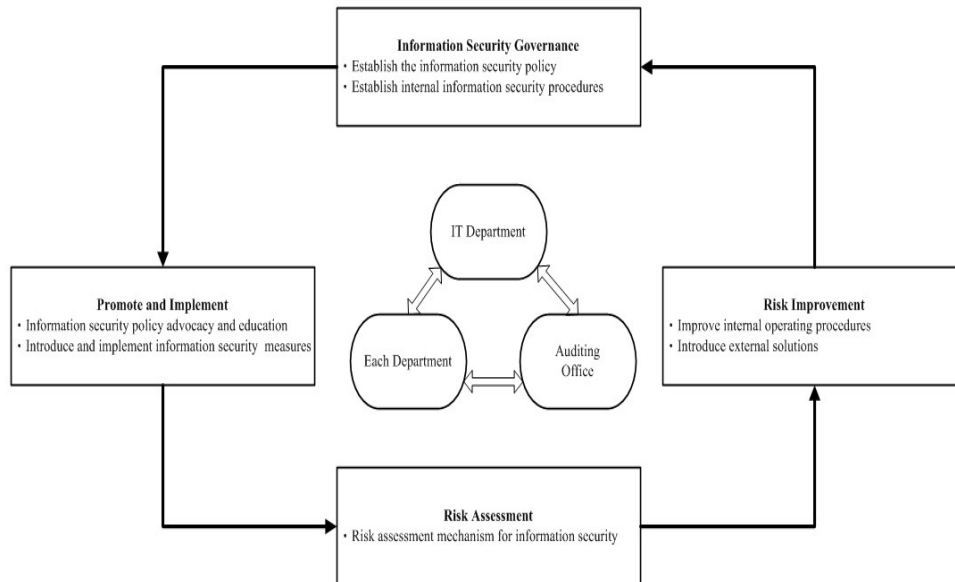 Information Security Governance
· Establish the information security policy
· Establish internal information security procedures
IT Department
Promote and Implement
· Information security policy advocacy and education
· Introduce and implement information security measures
Each Department
Auditing
Office
Risk Improvement
· Improve internal operating procedures
· Introduce external solutions
Risk Assessment
· Risk assessment mechanism for information security